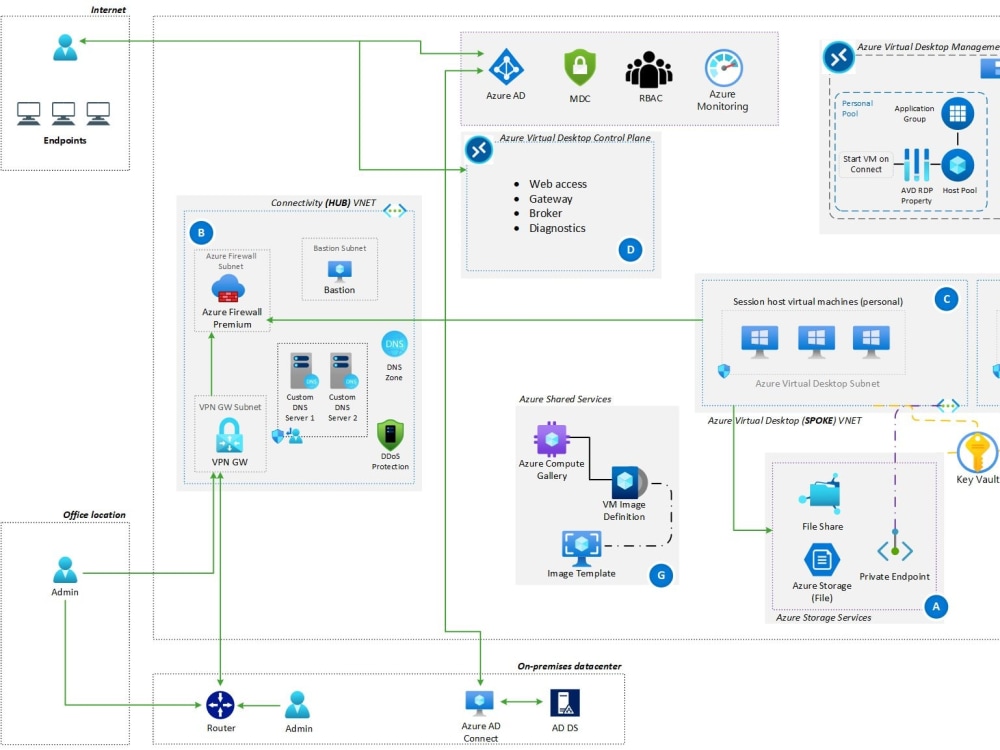 Internet
Endpoints
Azure AD
MDC
RBAC
Azure
Monitoring
Azure Virtual Desktop Control Plane
Web access
Gateway
Broker
Diagnostics
D
Azure Virtual Desktop Manageme
Personal
Pool
Application
Group
Start VM on
Connect
AVD RDP
Property
Host Pool
Connectivity (HUB) VNET
B
Azure Firewall
Subnet
Azure Firewall
Premium
Bastion Subnet
Bastion
DNS
DNS
Zone
DNS
DNS
Custom
DNS
Server 1
Custom
DNS
Server 2
VPN GW Subnet
VPN GW
DDoS
Protection
Session host virtual machines (personal)
C
Azure Virtual Desktop Subnet
Azure Virtual Desktop (SPOKE) VNET
Key Vault
Azure Shared Services
Azure Compute
Gallery
VM Image
Definition
Image Template
G
File Share
Azure Storage
(File)
Private Endpoint
A
Azure Storage Services
Office location
Admin
On-premises datacenter
Router
Admin
Azure AD
Connect
AD DS